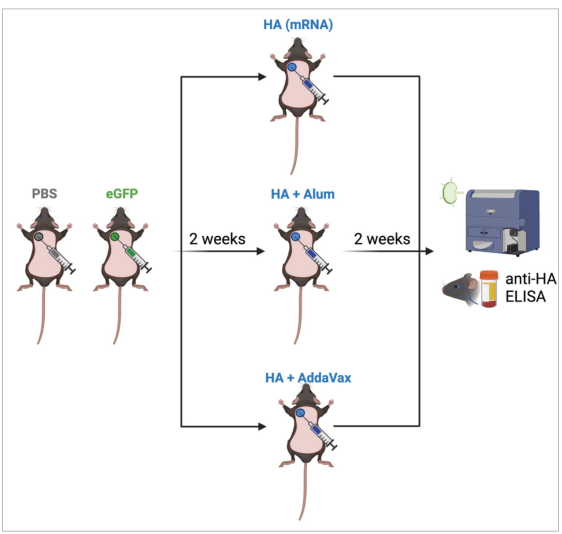 HA (mRNA)
PBS
eGFP
HA + Alum
2 weeks
2 weeks
anti-HA
ELISA
HA + AddaVax